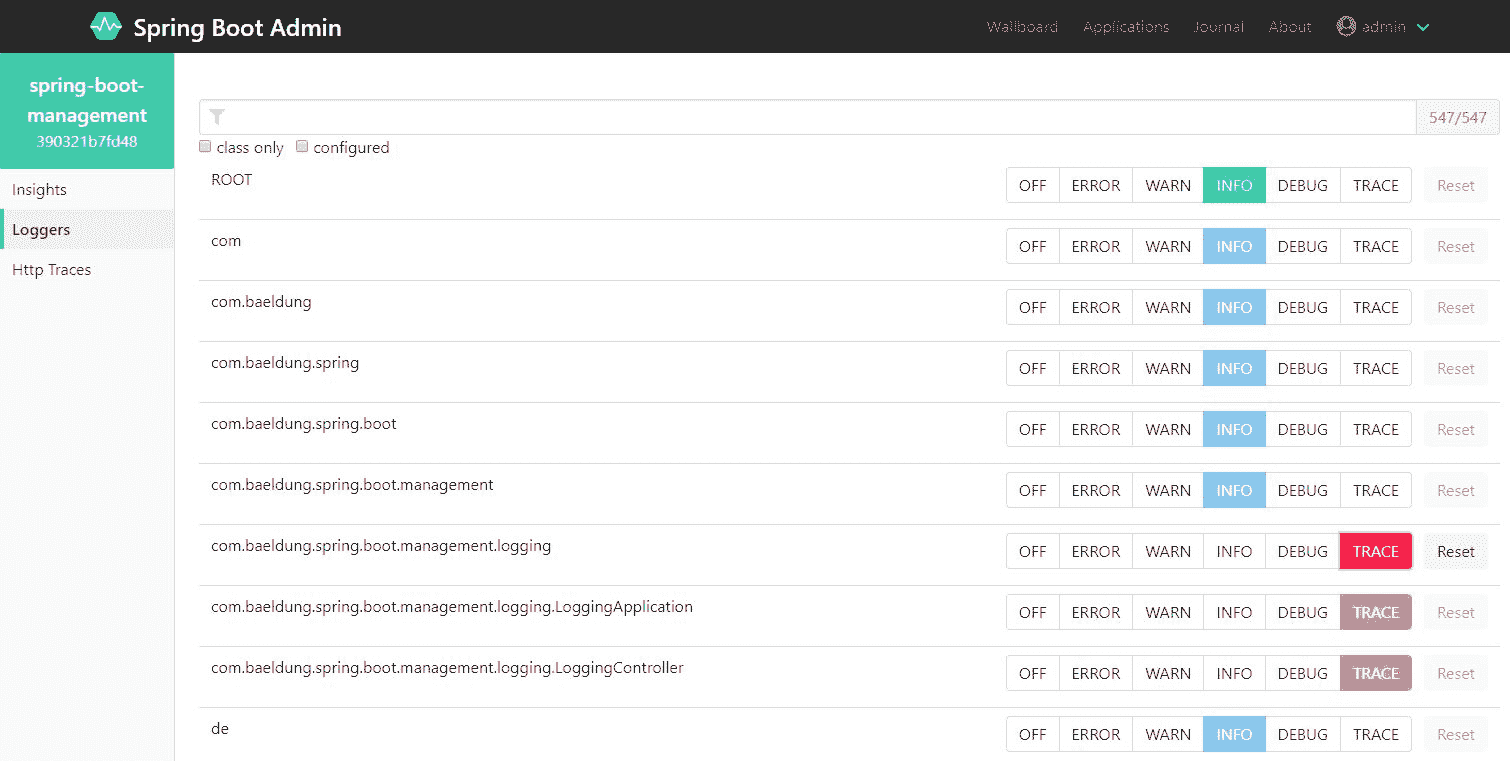 Spring Boot Admin Wallboard Applications Journal About admin
spring-boot-
management
390321b7fd48
Insights
Loggers
Http Traces
547/547
class only configured
ROOT OFF ERROR WARN INFO DEBUG TRACE Reset
com OFF ERROR WARN INFO DEBUG TRACE Reset
com.baeldung OFF ERROR WARN INFO DEBUG TRACE Reset
com.baeldung.spring OFF ERROR WARN INFO DEBUG TRACE Reset
com.baeldung.spring.boot OFF ERROR WARN INFO DEBUG TRACE Reset
com.baeldung.spring.boot.management OFF ERROR WARN INFO DEBUG TRACE Reset
com.baeldung.spring.boot.management.logging OFF ERROR WARN INFO DEBUG TRACE Reset
com.baeldung.spring.boot.management.logging.LoggingApplication OFF ERROR WARN INFO DEBUG TRACE Reset
com.baeldung.spring.boot.management.logging.LoggingController OFF ERROR WARN INFO DEBUG TRACE Reset
de OFF ERROR WARN INFO DEBUG TRACE Reset